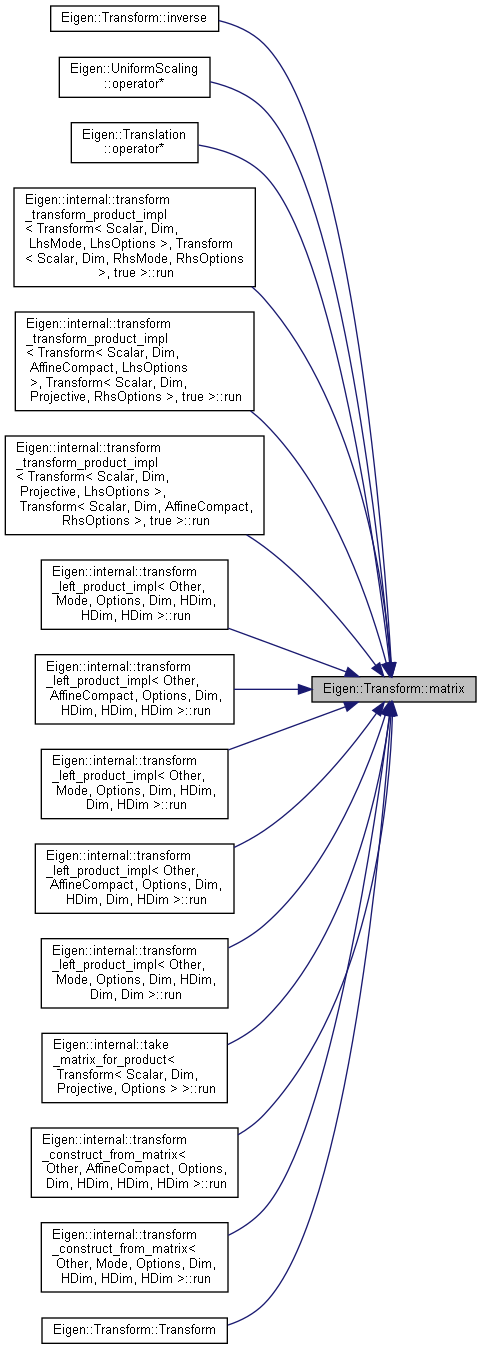 Eigen::Transform::inverse
Eigen::UniformScaling
::operator*
Eigen::Translation
::operator*
Eigen::internal::transform
_transform_product_impl
< Transform< Scalar, Dim,
LhsMode, LhsOptions >, Transform
< Scalar, Dim, RhsMode, RhsOptions
>, true >::run
Eigen::internal::transform
_transform_product_impl
< Transform< Scalar, Dim,
AffineCompact, LhsOptions
>, Transform< Scalar, Dim,
Projective, RhsOptions >, true >::run
Eigen::internal::transform
_transform_product_impl
< Transform< Scalar, Dim,
Projective, LhsOptions >,
Transform< Scalar, Dim, AffineCompact,
RhsOptions >, true >::run
Eigen::internal::transform
_left_product_impl< Other,
Mode, Options, Dim, HDim,
HDim, HDim >::run
Eigen::internal::transform
_left_product_impl< Other,
AffineCompact, Options, Dim,
HDim, HDim, HDim >::run
Eigen::Transform::matrix
Eigen::internal::transform
_left_product_impl< Other,
Mode, Options, Dim, HDim,
Dim, HDim >::run
Eigen::internal::transform
_left_product_impl< Other,
AffineCompact, Options, Dim,
HDim, Dim, HDim >::run
Eigen::internal::transform
_left_product_impl< Other,
Mode, Options, Dim, HDim,
Dim, Dim >::run
Eigen::internal::take
_matrix_for_product<
Transform< Scalar, Dim,
Projective, Options > >::run
Eigen::internal::transform
_construct_from_matrix<
Other, AffineCompact, Options,
Dim, HDim, HDim, HDim >::run
Eigen::internal::transform
_construct_from_matrix<
Other, Mode, Options, Dim,
HDim, HDim, HDim >::run
Eigen::Transform::Transform